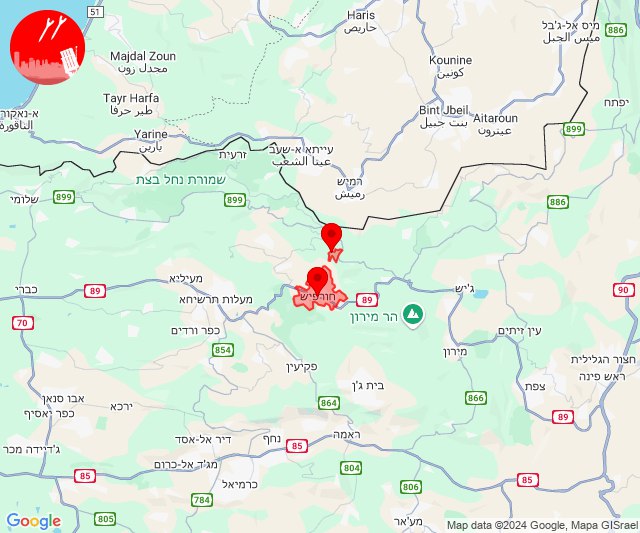 51
Haris
حاريص
מיס אל-ג'בל
ميس الجبل
886
Majdal Zoun
مجدل زون
Kounine
كونين
Tayr Harfa
طير حرفا
Bint Jbeil
بنت جبيل
Aitaroun
عيترون
יפתח
א-נאקורה
الناقورة
Yarine
يارين
899
עייתא א-שעב
عيتا الشعب
זרעית
רמיש
رميش
שמורת נחל בצת
899
899
שלומי
886
מעיליא
89
כברי
חורפיש
89
ג'יש
90
מעלות תרשיחא
הר מירון
70
כפר ורדים
עין זיתים
854
מירון
חצור הגלילית
ראש פינה
פקיעין
בית ג'ן
צפת
אבו סנאן
כפר יאסיף
ירכא
864
866
89
ראמה
דיר אל-אסד
נחף
85
ג'דיידה מכר
85
מג'ד אל-כרום
804
85
כרמיאל
806
784
805
מע'אר
Google
Map data ©2024 Google, Mapa GISrael